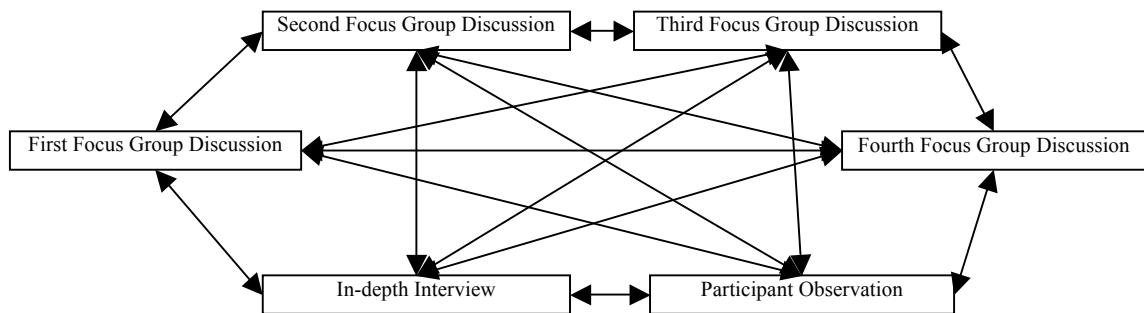 Second Focus Group Discussion
Third Focus Group Discussion
First Focus Group Discussion
Fourth Focus Group Discussion
In-depth Interview
Participant Observation